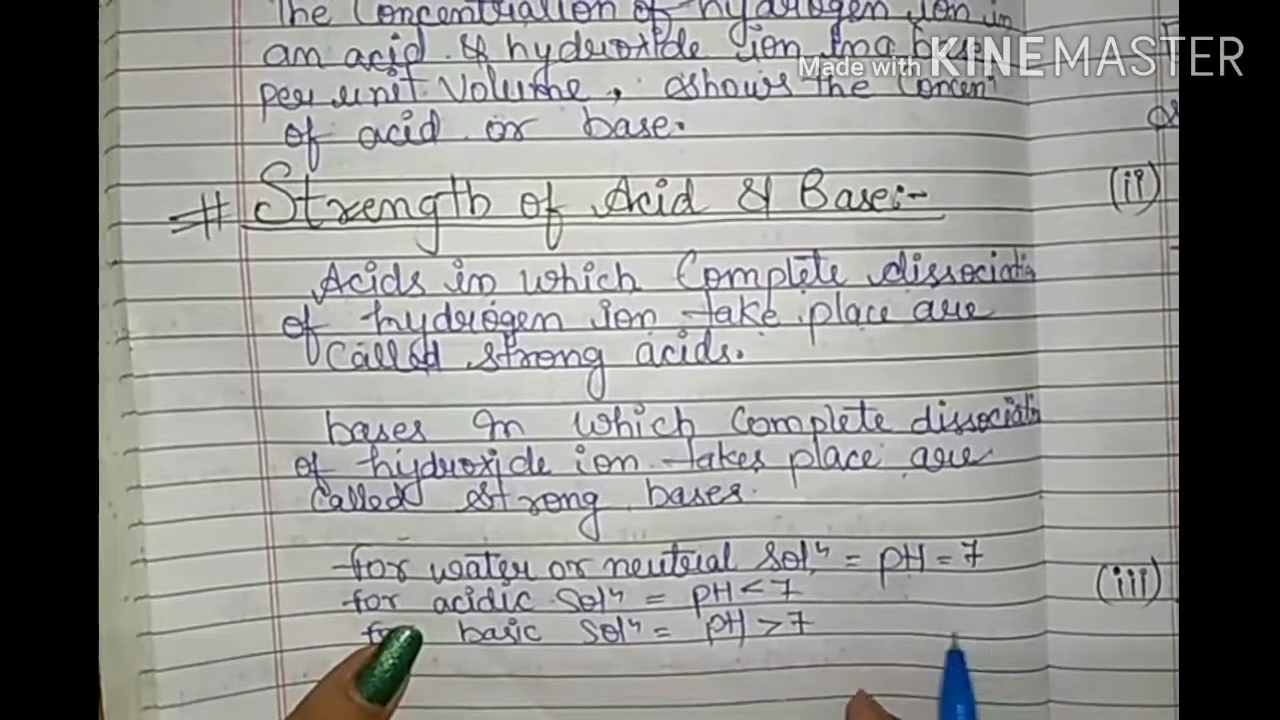 The Concentration of hydrogen ion in
an acid & hydroxide ion in a base
Made with KINEMASTER
per unit Volume, shows the Concen
of acid or base.
# Strength of Acid & Base:-
(ii)
Acids in which Complete dissociation
of hydrogen ion take place are
Called strong acids.
bases In which Complete dissociation
of hydroxide ion takes place are
Called strong bases.
for water or neutral Solⁿ = pH = 7
(iii)
for acidic Solⁿ = pH < 7
for basic Solⁿ = pH > 7